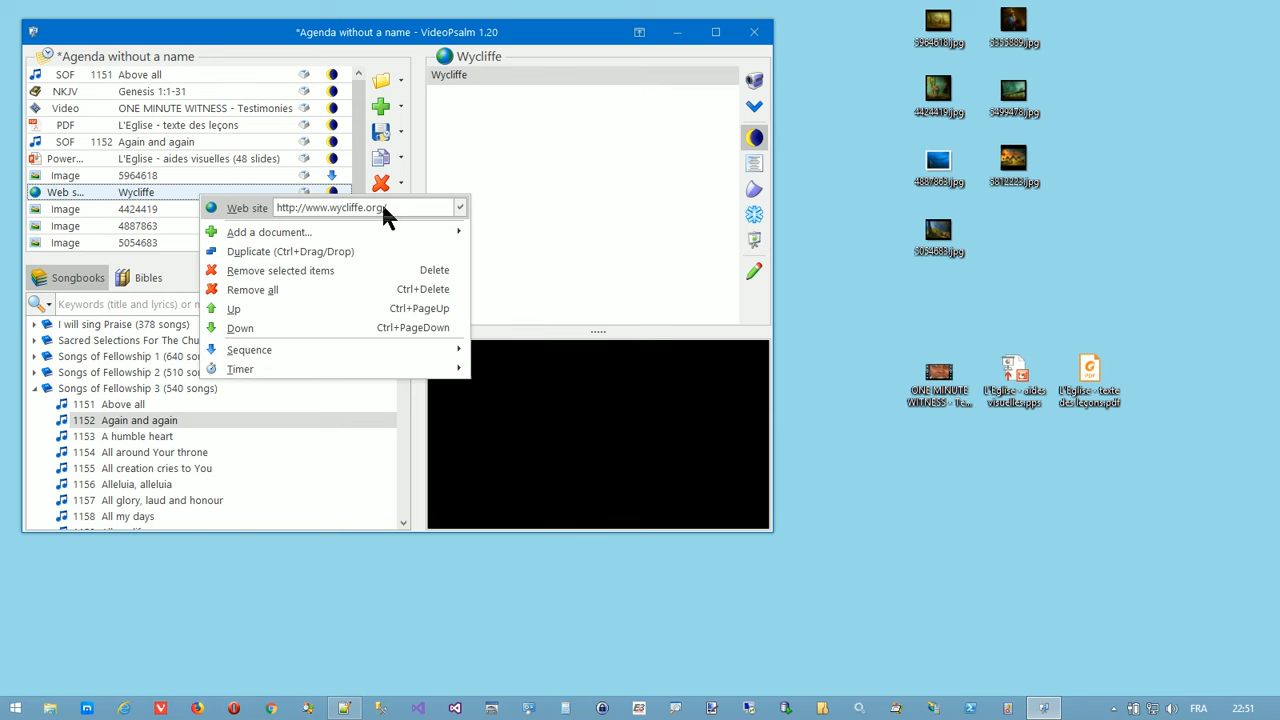 *Agenda without a name - VideoPsalm 1.20
*Agenda without a name
SOF 1151 Above all
NKJV Genesis 1:1-31
Video ONE MINUTE WITNESS - Testimonies
PDF L'Eglise - texte des leçons
SOF 1152 Again and again
Power... L'Eglise - aides visuelles (48 slides)
Image 5964618
Web s... Wycliffe
Image 4424419
Image 4887863
Image 5054683
Web site http://www.wycliffe.org/
Add a document...
Duplicate (Ctrl+Drag/Drop)
Remove selected items Delete
Remove all Ctrl+Delete
Up Ctrl+PageUp
Down Ctrl+PageDown
Sequence
Timer
Songbooks Bibles
Keywords (title and lyrics) or n
I will sing Praise (378 songs)
Sacred Selections For The Chu
Songs of Fellowship 1 (640 so
Songs of Fellowship 2 (510 so
Songs of Fellowship 3 (540 songs)
1151 Above all
1152 Again and again
1153 A humble heart
1154 All around Your throne
1155 All creation cries to You
1156 Alleluia, alleluia
1157 All glory, laud and honour
1158 All my days
Wycliffe
Wycliffe
5964618.jpg
5353889.jpg
4424419.jpg
5499478.jpg
4887863.jpg
5812223.jpg
5054683.jpg
ONE MINUTE
WITNESS - Te...
L'Eglise - aides
visuelles.pps
L'Eglise - texte
des leçons.pdf
FRA 22:51